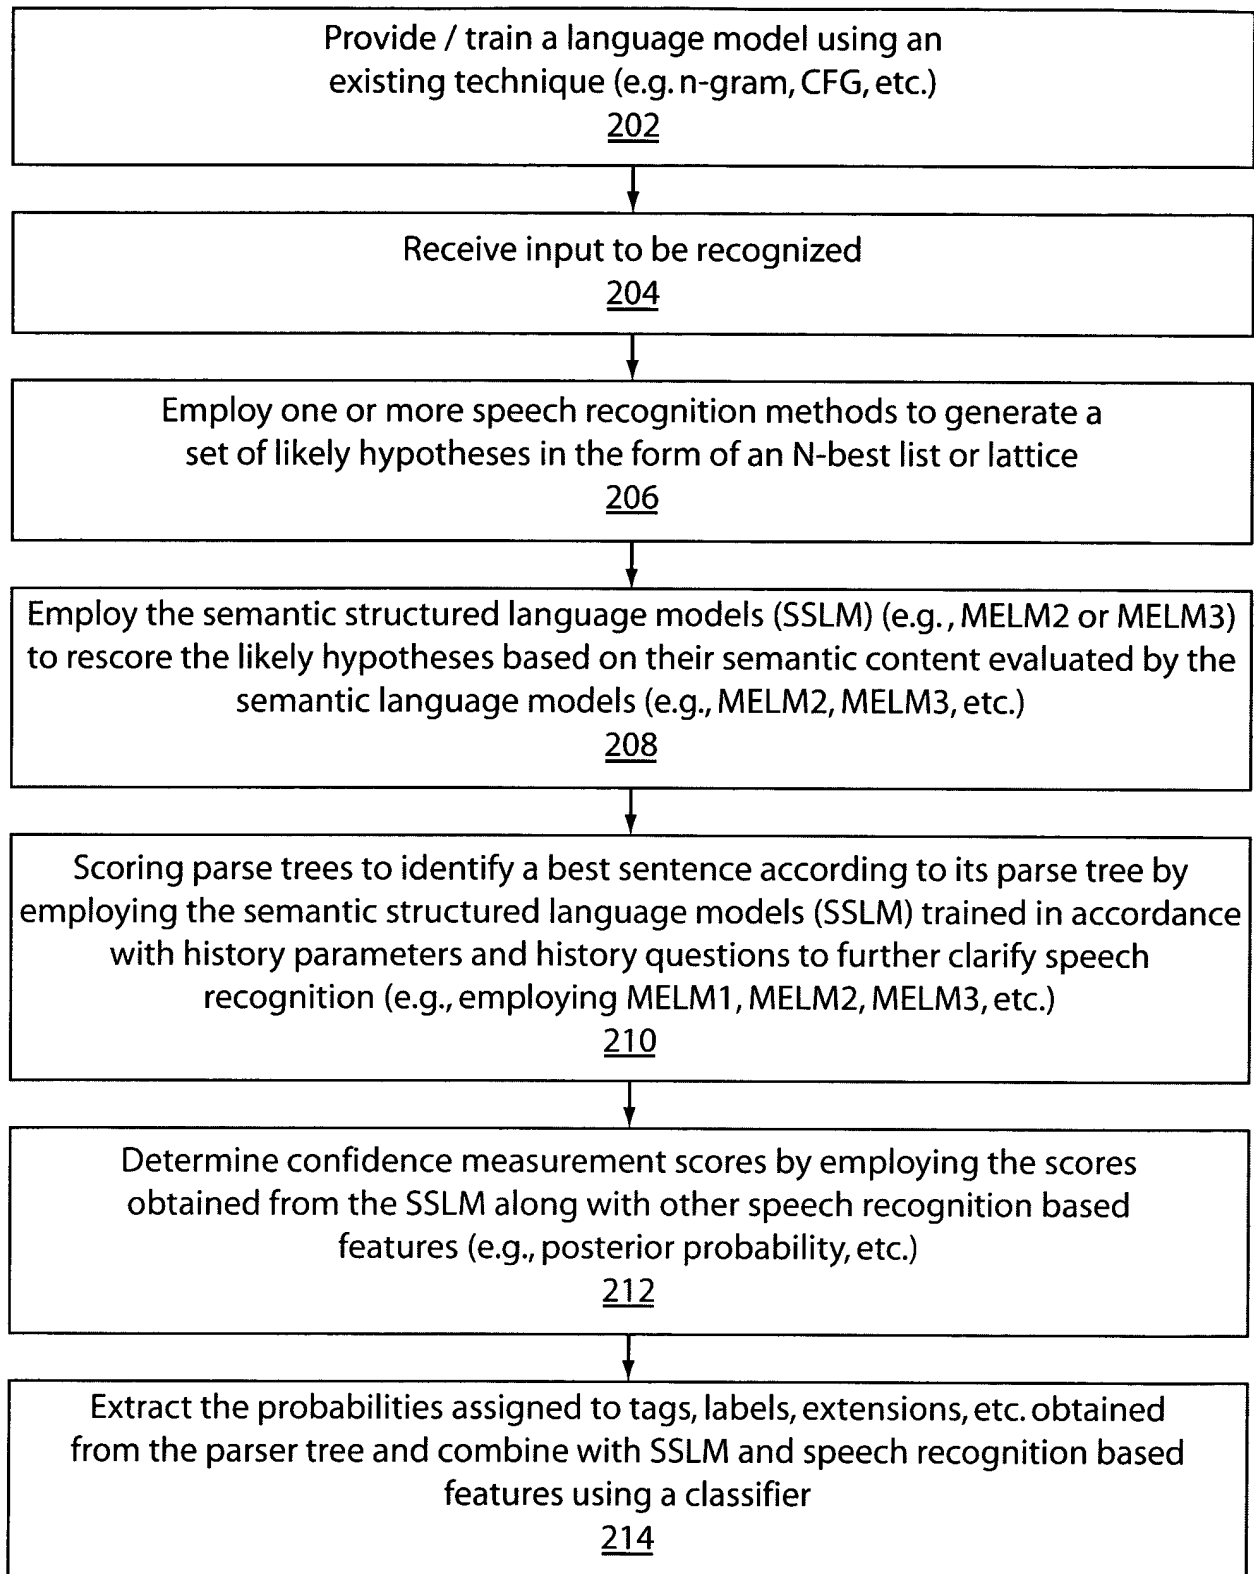 Provide / train a language model using an
existing technique (e.g. n-gram, CFG, etc.)
202
Receive input to be recognized
204
Employ one or more speech recognition methods to generate a
set of likely hypotheses in the form of an N-best list or lattice
206
Employ the semantic structured language models (SSLM) (e.g., MELM2 or MELM3)
to rescore the likely hypotheses based on their semantic content evaluated by the
semantic language models (e.g., MELM2, MELM3, etc.)
208
Scoring parse trees to identify a best sentence according to its parse tree by
employing the semantic structured language models (SSLM) trained in accordance
with history parameters and history questions to further clarify speech
recognition (e.g., employing MELM1, MELM2, MELM3, etc.)
210
Determine confidence measurement scores by employing the scores
obtained from the SSLM along with other speech recognition based
features (e.g., posterior probability, etc.)
212
Extract the probabilities assigned to tags, labels, extensions, etc. obtained
from the parser tree and combine with SSLM and speech recognition based
features using a classifier
214